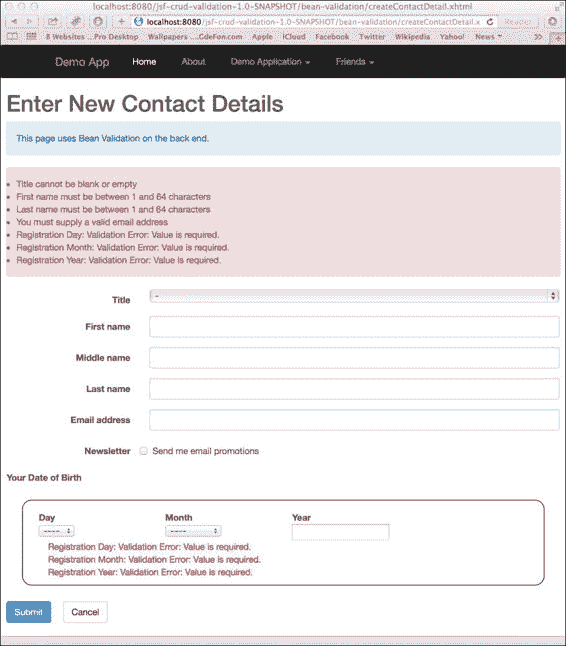 localhost:8080/jsf-crud-validation-1.0-SNAPSHOT/bean-validation/createContactDetail.xhtml
localhost:8080/jsf-crud-validation-1.0-SNAPSHOT/bean-validation/createContactDetail.x
Reader
8 Websites ...Pro Desktop Wallpapers ...GdeFon.com Apple iCloud Facebook Twitter Wikipedia Yahoo! News
Demo App Home About Demo Application Friends
Enter New Contact Details
This page uses Bean Validation on the back end.
Title cannot be blank or empty
First name must be between 1 and 64 characters
Last name must be between 1 and 64 characters
You must supply a valid email address
Registration Day: Validation Error: Value is required.
Registration Month: Validation Error: Value is required.
Registration Year: Validation Error: Value is required.
Title -
First name
Middle name
Last name
Email address
Newsletter Send me email promotions
Your Date of Birth
Day Month Year
---- ----
Registration Day: Validation Error: Value is required.
Registration Month: Validation Error: Value is required.
Registration Year: Validation Error: Value is required.
Submit Cancel